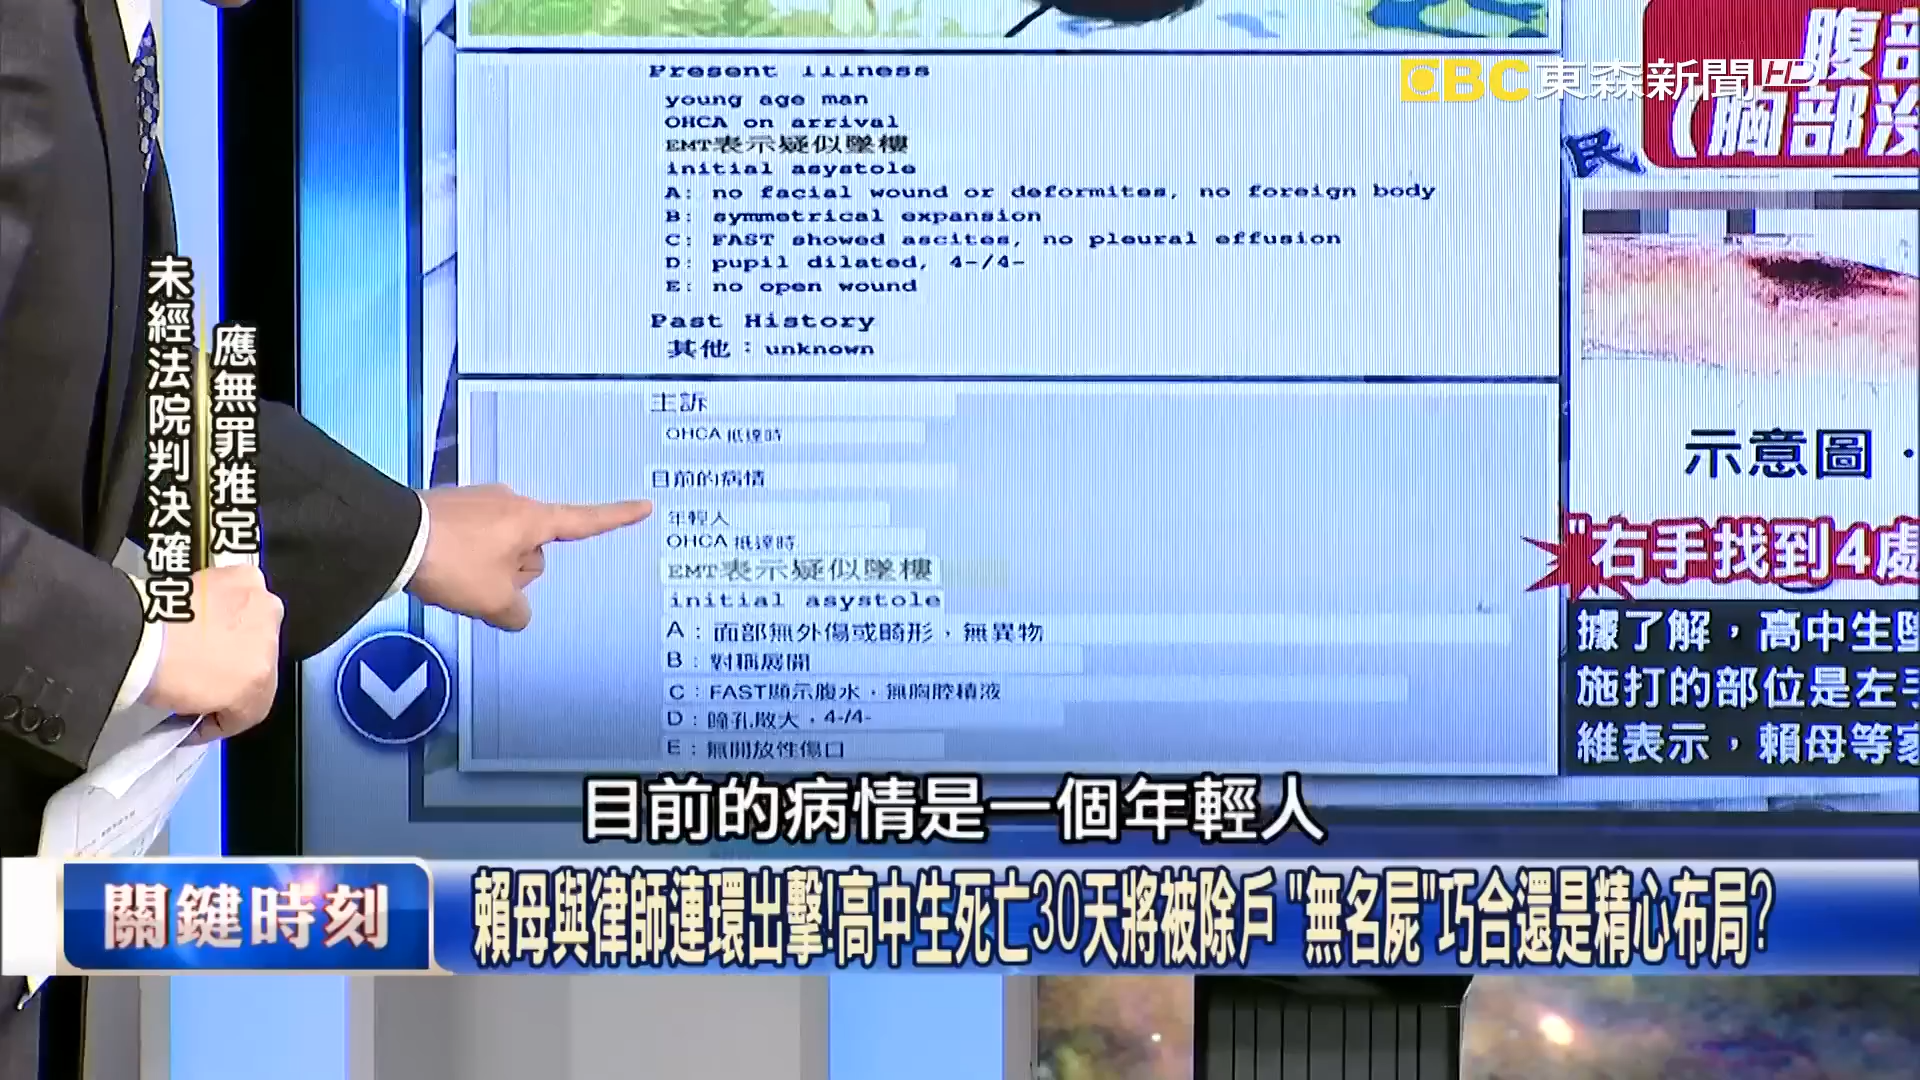 Present illness
young age man
OHCA on arrival
EMT表示疑似墜樓
initial asystole
A: no facial wound or deformites, no foreign body
B: symmetrical expansion
C: FAST showed ascites, no pleural effusion
D: pupil dilated, 4-/4-
E: no open wound
Past History
其他：unknown
主訴
OHCA 抵達時
目前的病情
年輕人
OHCA 抵達時
EMT表示疑似墜樓
initial asystole
A：面部無外傷或畸形，無異物
B：對稱展開
C：FAST顯示腹水，無胸腔積液
D：瞳孔散大，4-/4-
E：無開放性傷口
EBC 東森新聞 HD
腹部
（胸部沒
民
示意圖．
"右手找到4處
據了解，高中生墜
施打的部位是左手
維表示，賴母等家
應無罪推定
未經法院判決確定
目前的病情是一個年輕人
關鍵時刻
賴母與律師連環出擊!高中生死亡30天將被除戶 "無名屍"巧合還是精心布局?